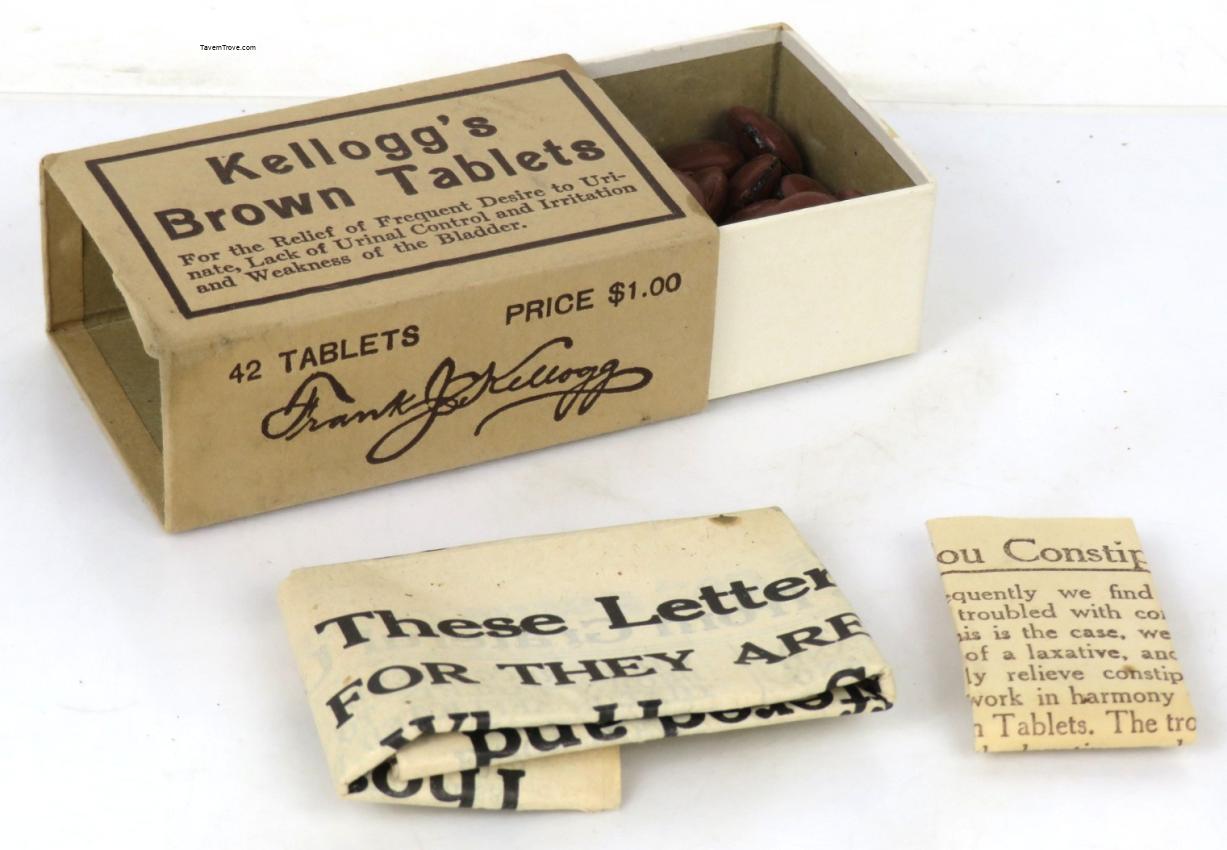 TavernTrove.com
Kellogg's
Brown Tablets
For the Relief of Frequent Desire to Uri-
nate, Lack of Urinal Control and Irritation
and Weakness of the Bladder.
42 TABLETS PRICE $1.00
Frank J. Kellogg
These Letter
FOR THEY ARE
ou Constip
equently we find
troubled with co
is is the case, we
of a laxative, and
ly relieve constip
work in harmony
n Tablets. The tro